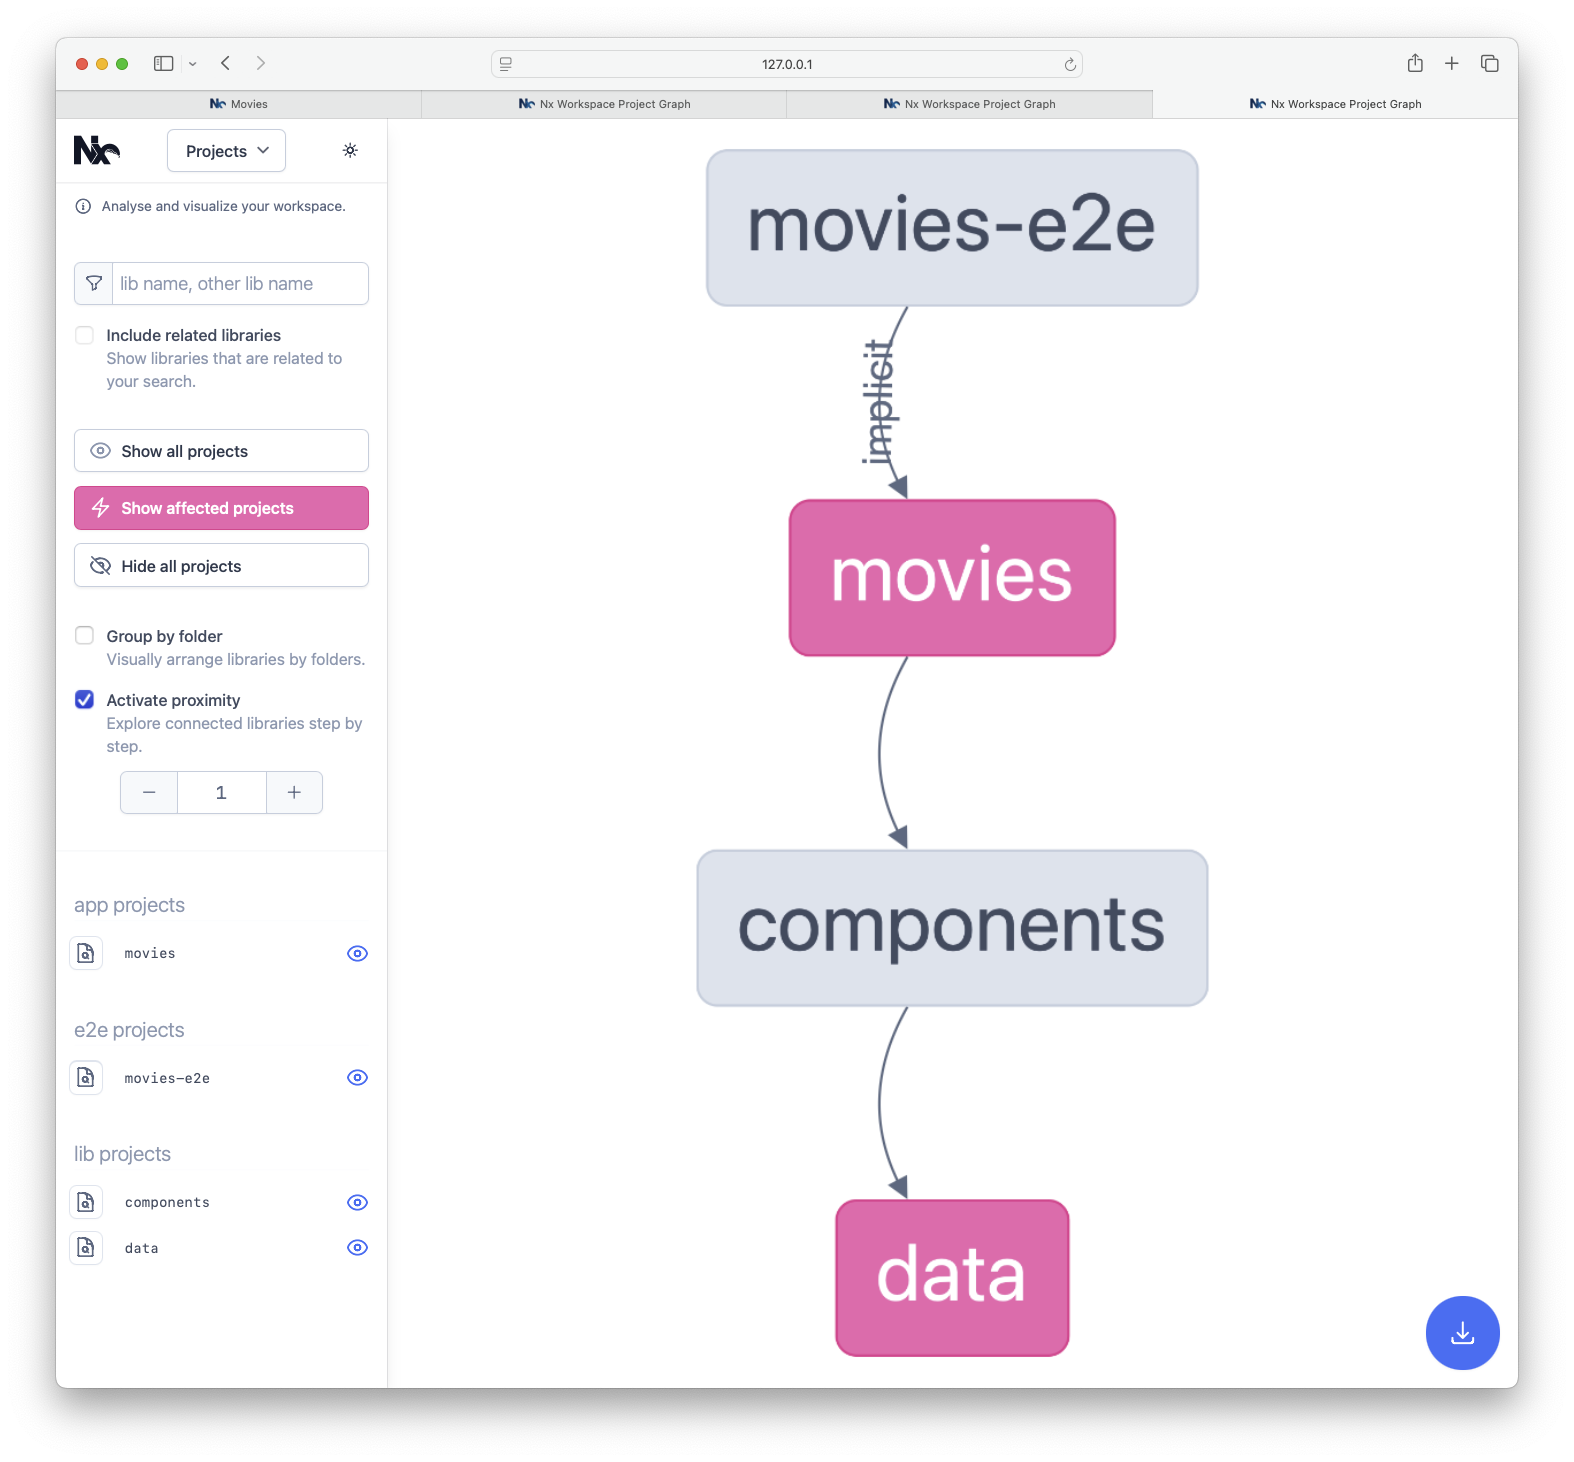 127.0.0.1
Movies
Nx Workspace Project Graph
Nx Workspace Project Graph
Nx Workspace Project Graph
Nx
Projects
Analyse and visualize your workspace.
lib name, other lib name
Include related libraries
Show libraries that are related to
your search.
Show all projects
Show affected projects
Hide all projects
Group by folder
Visually arrange libraries by folders.
Activate proximity
Explore connected libraries step by
step.
1
app projects
movies
e2e projects
movies-e2e
lib projects
components
data
movies-e2e
implicit
movies
components
data